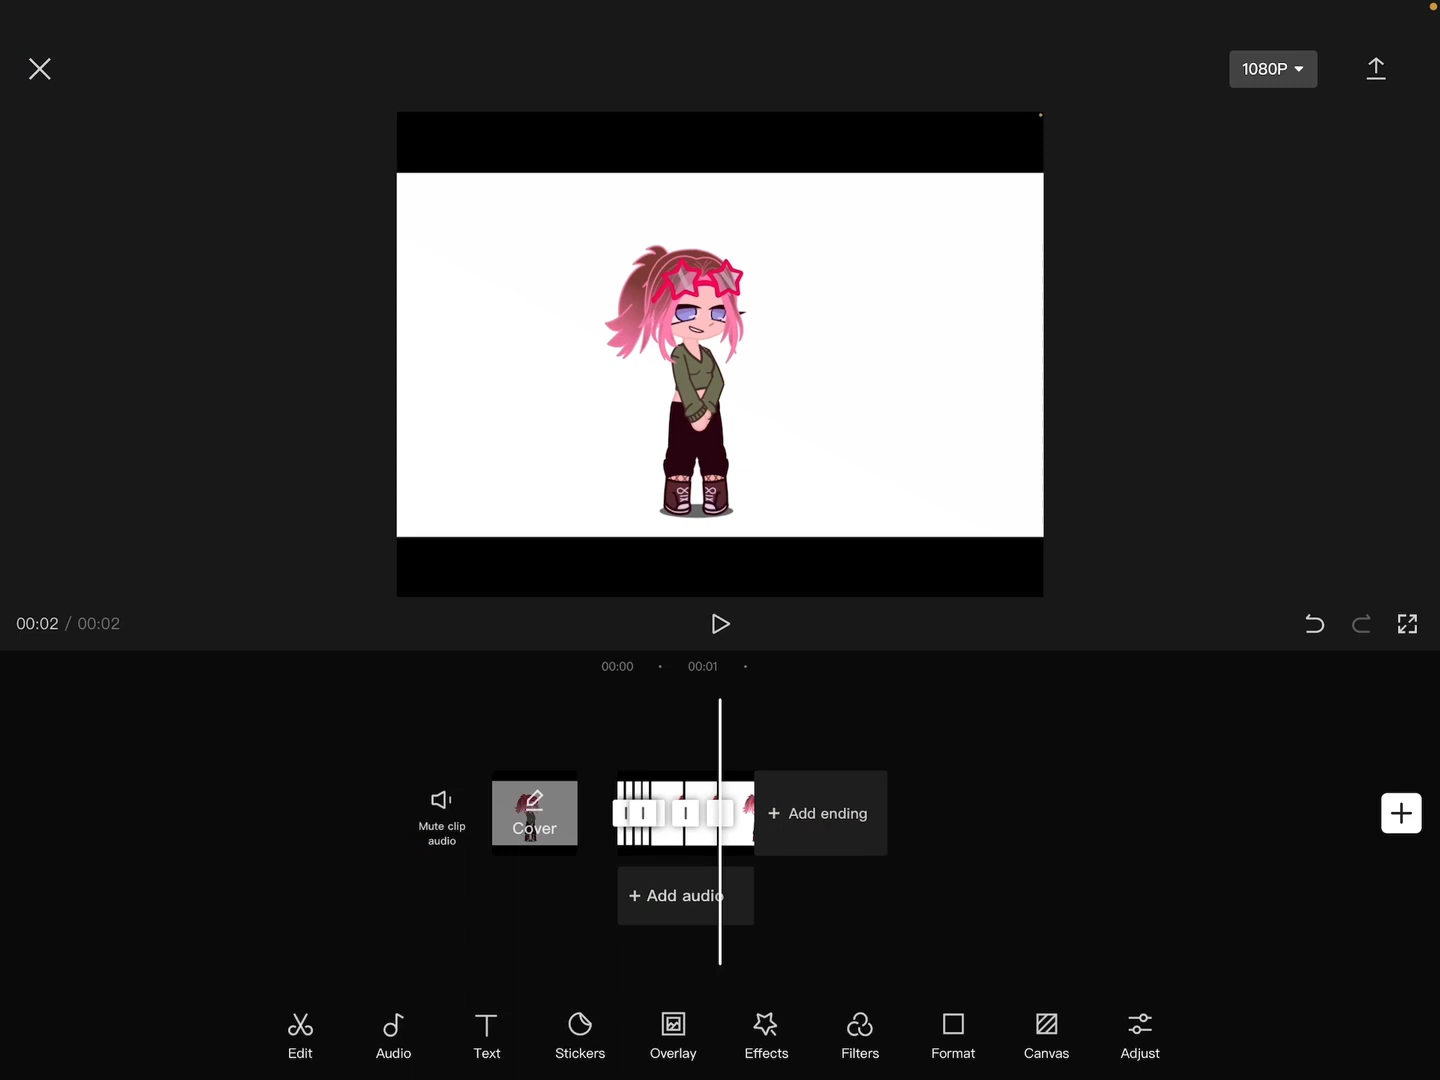 1080P
00:02 / 00:02
00:00 00:01
Mute clip
audio
Cover
+ Add ending
+ Add audio
Edit Audio Text Stickers Overlay Effects Filters Format Canvas Adjust